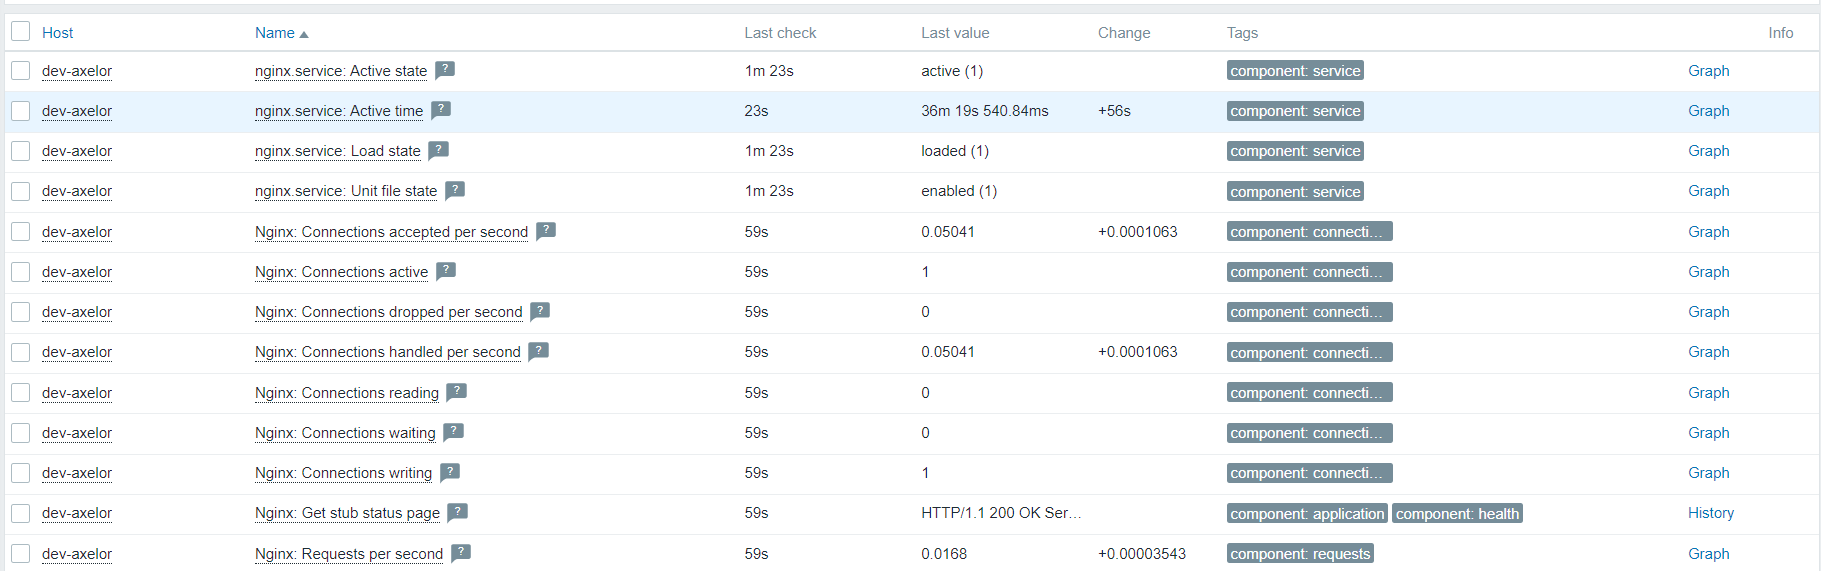 Host Name Last check Last value Change Tags Info
dev-axelor nginx.service: Active state ? 1m 23s active (1) component: service Graph
dev-axelor nginx.service: Active time ? 23s 36m 19s 540.84ms +56s component: service Graph
dev-axelor nginx.service: Load state ? 1m 23s loaded (1) component: service Graph
dev-axelor nginx.service: Unit file state ? 1m 23s enabled (1) component: service Graph
dev-axelor Nginx: Connections accepted per second ? 59s 0.05041 +0.0001063 component: connecti... Graph
dev-axelor Nginx: Connections active ? 59s 1 component: connecti... Graph
dev-axelor Nginx: Connections dropped per second ? 59s 0 component: connecti... Graph
dev-axelor Nginx: Connections handled per second ? 59s 0.05041 +0.0001063 component: connecti... Graph
dev-axelor Nginx: Connections reading ? 59s 0 component: connecti... Graph
dev-axelor Nginx: Connections waiting ? 59s 0 component: connecti... Graph
dev-axelor Nginx: Connections writing ? 59s 1 component: connecti... Graph
dev-axelor Nginx: Get stub status page ? 59s HTTP/1.1 200 OK Ser... component: application component: health History
dev-axelor Nginx: Requests per second ? 59s 0.0168 +0.00003543 component: requests Graph